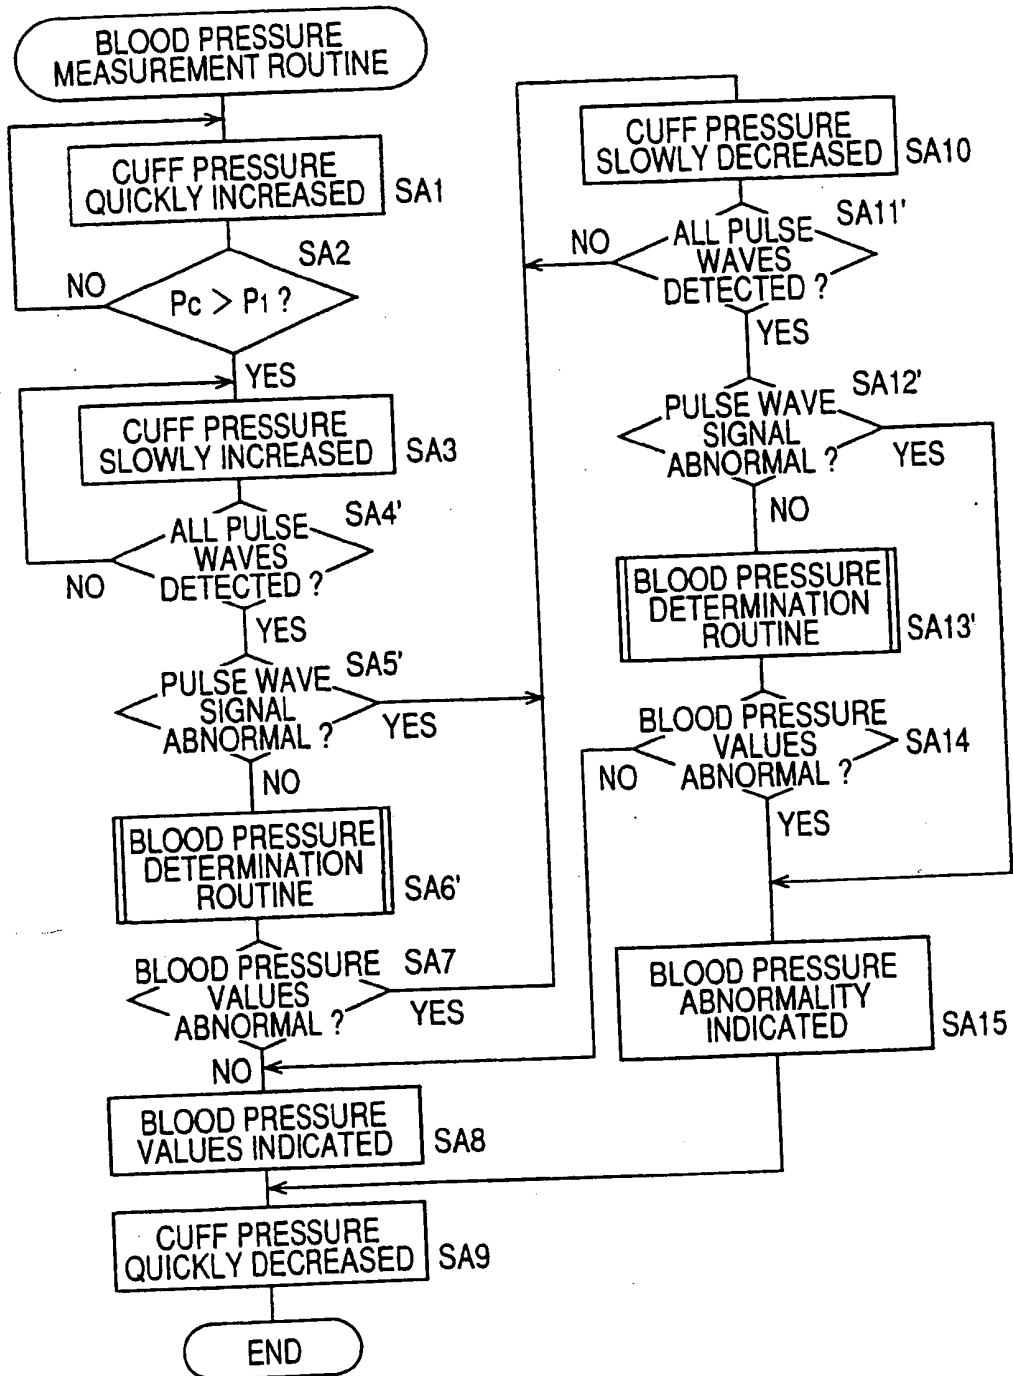 BLOOD PRESSURE
MEASUREMENT ROUTINE
CUFF PRESSURE
QUICKLY INCREASED
SA1
SA2
NO
Pc > P1 ?
YES
CUFF PRESSURE
SLOWLY INCREASED
SA3
SA4'
ALL PULSE
WAVES
DETECTED ?
NO
YES
SA5'
PULSE WAVE
SIGNAL
ABNORMAL ?
YES
NO
BLOOD PRESSURE
DETERMINATION
ROUTINE
SA6'
BLOOD PRESSURE
VALUES
ABNORMAL ?
SA7
YES
NO
BLOOD PRESSURE
VALUES INDICATED
SA8
CUFF PRESSURE
QUICKLY DECREASED
SA9
END
CUFF PRESSURE
SLOWLY DECREASED
SA10
SA11'
NO
ALL PULSE
WAVES
DETECTED ?
YES
SA12'
PULSE WAVE
SIGNAL
ABNORMAL ?
YES
NO
BLOOD PRESSURE
DETERMINATION
ROUTINE
SA13'
BLOOD PRESSURE
VALUES
ABNORMAL ?
SA14
NO
YES
BLOOD PRESSURE
ABNORMALITY
INDICATED
SA15